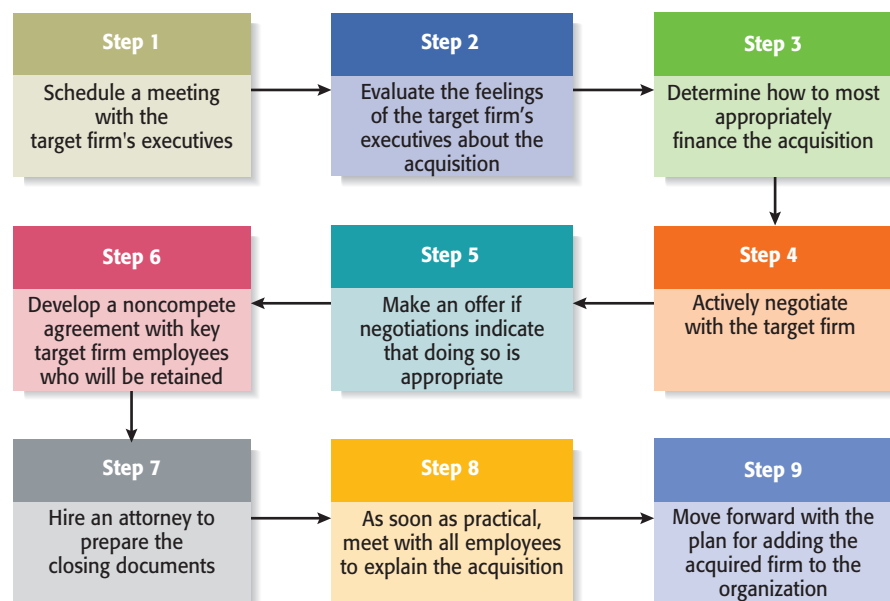 Step 1
Schedule a meeting
with the
target firm's executives
Step 2
Evaluate the feelings
of the target firm’s
executives about the
acquisition
Step 3
Determine how to most
appropriately
finance the acquisition
Step 4
Actively negotiate
with the target firm
Step 5
Make an offer if
negotiations indicate
that doing so is
appropriate
Step 6
Develop a noncompete
agreement with key
target firm employees
who will be retained
Step 7
Hire an attorney to
prepare the
closing documents
Step 8
As soon as practical,
meet with all employees
to explain the acquisition
Step 9
Move forward with the
plan for adding the
acquired firm to the
organization